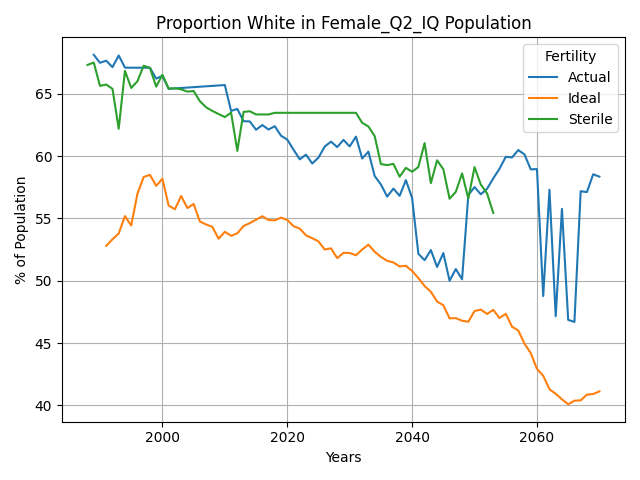 Proportion White in Female_Q2_IQ Population
Fertility
Actual
Ideal
Sterile
% of Population
65
60
55
50
45
40
2000
2020
2040
2060
Years